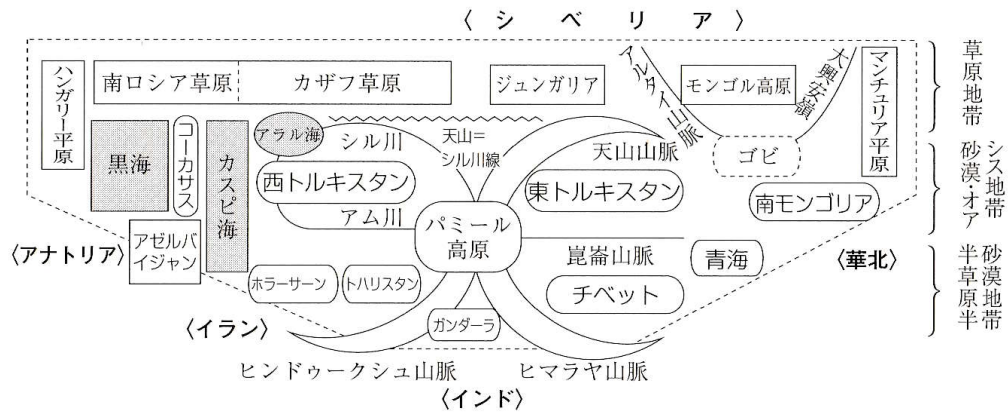 〈シベリア〉
ハンガリー平原
南ロシア草原
カザフ草原
ジュンガリア
アルタイ山脈
モンゴル高原
大興安嶺
マンチュリア平原
草原地帯
黒海
コーカサス
カスピ海
アラル海
シル川
天山=
シル川線
天山山脈
ゴビ
西トルキスタン
東トルキスタン
南モンゴリア
砂漠・オア
シス地帯
アム川
パミール
高原
〈アナトリア〉
アゼルバ
イジャン
崑崙山脈
青海
〈華北〉
ホラーサーン
トハリスタン
チベット
半草原半
砂漠地帯
〈イラン〉
ガンダーラ
ヒンドゥークシュ山脈
ヒマラヤ山脈
〈インド〉